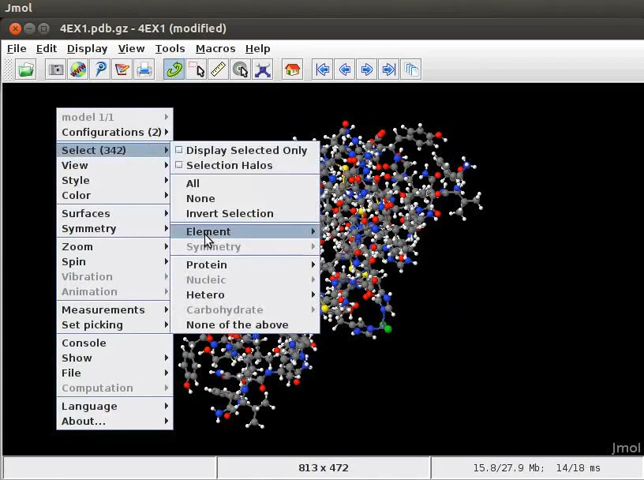 Jmol
4EX1.pdb.gz - 4EX1 (modified)
File Edit Display View Tools Macros Help
model 1/1
Configurations (2)
Select (342)
View
Style
Color
Surfaces
Symmetry
Zoom
Spin
Vibration
Animation
Measurements
Set picking
Console
Show
File
Computation
Language
About...
Display Selected Only
Selection Halos
All
None
Invert Selection
Element
Symmetry
Protein
Nucleic
Hetero
Carbohydrate
None of the above
Jmol
813 x 472
15.8/27.9 Mb; 14/18 ms